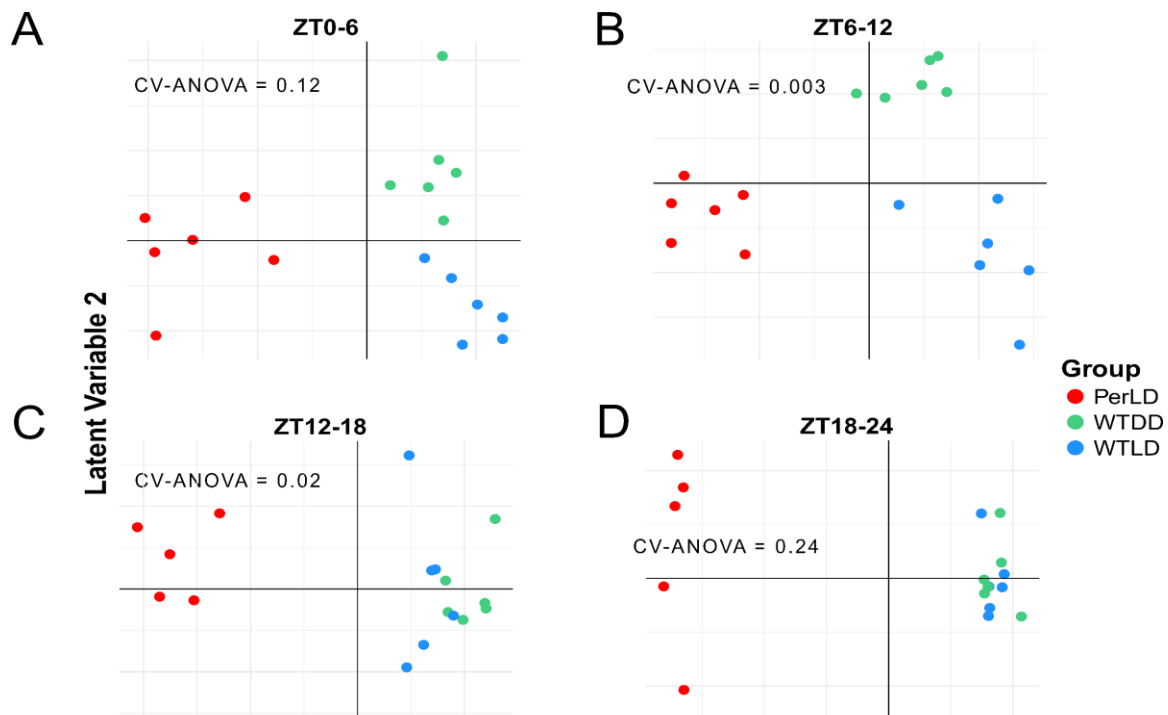 A
ZT0-6
CV-ANOVA = 0.12
B
ZT6-12
CV-ANOVA = 0.003
Latent Variable 2
Group
PerLD
WTDD
WTLD
C
ZT12-18
CV-ANOVA = 0.02
D
ZT18-24
CV-ANOVA = 0.24